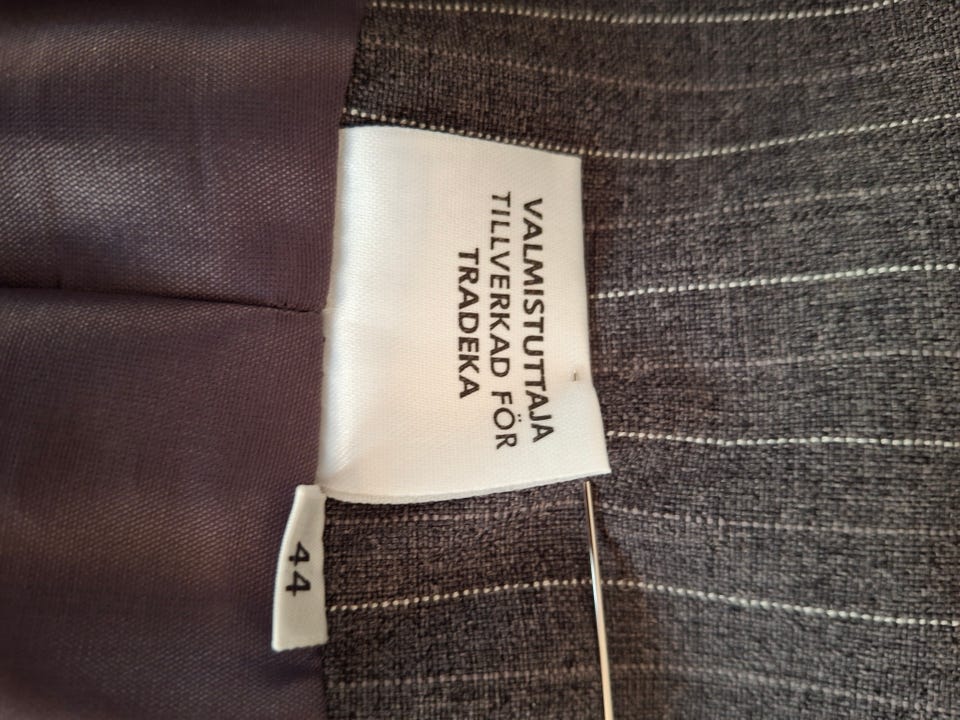 VALMISTUTTAJA
TILLVERKAD FÖR
TRADEKA
44